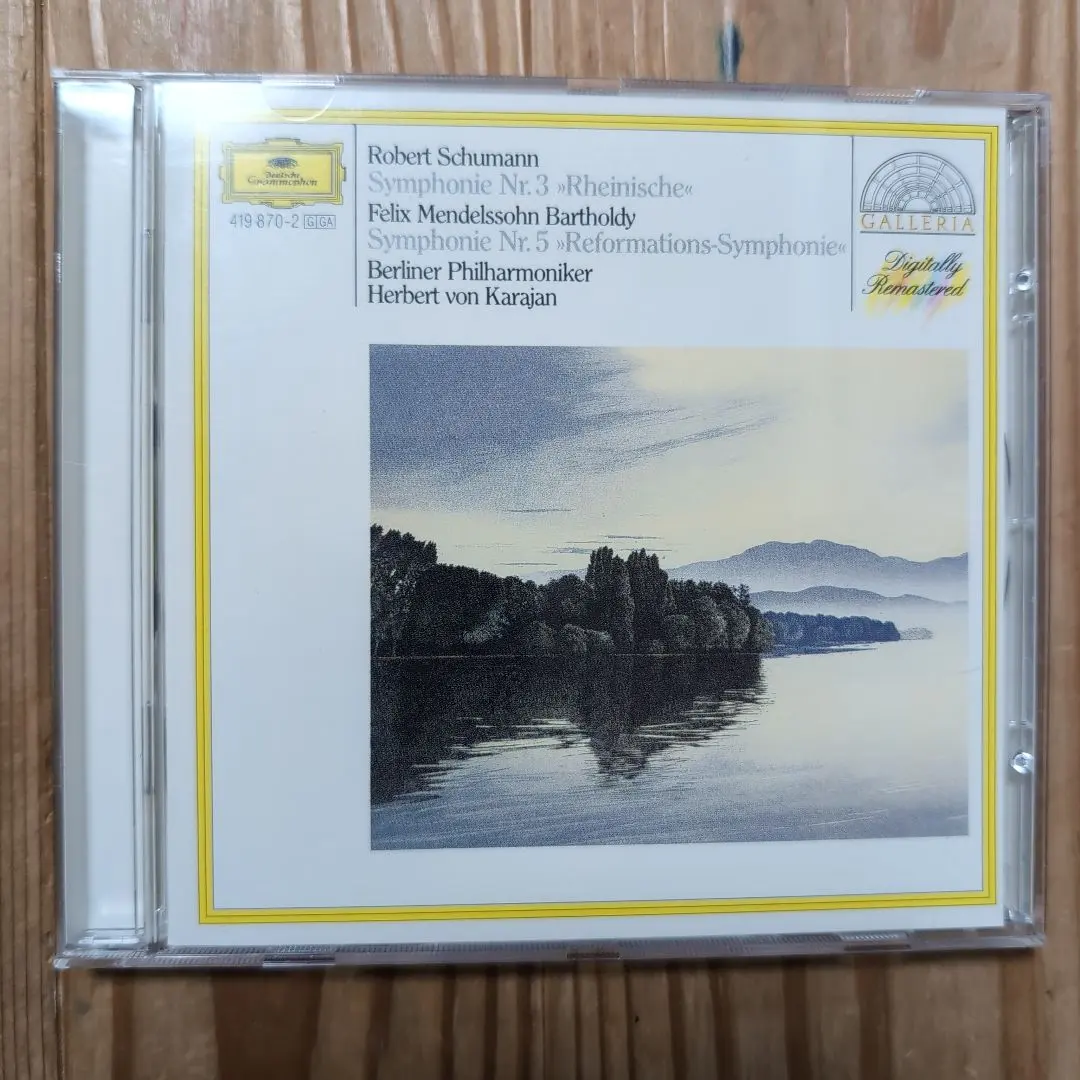 Deutsche
Grammophon
419 870-2 G GA
Robert Schumann
Symphonie Nr. 3 »Rheinische«
Felix Mendelssohn Bartholdy
Symphonie Nr. 5 »Reformations-Symphonie«
Berliner Philharmoniker
Herbert von Karajan
GALLERIA
Digitally
Remastered